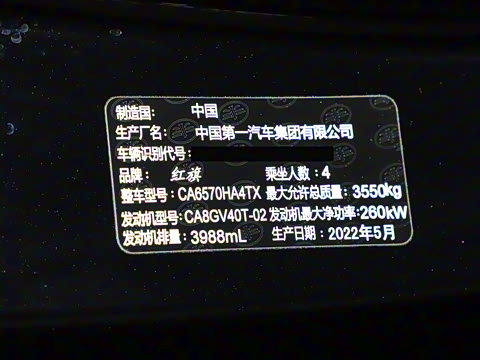 制造国： 中国
生产厂名： 中国第一汽车集团有限公司
车辆识别代号：
品牌： 红旗 乘坐人数：4
整车型号：CA6570HA4TX 最大允许总质量：3550kg
发动机型号：CA8GV40T-02 发动机最大净功率：260kW
发动机排量：3988mL 生产日期：2022年5月